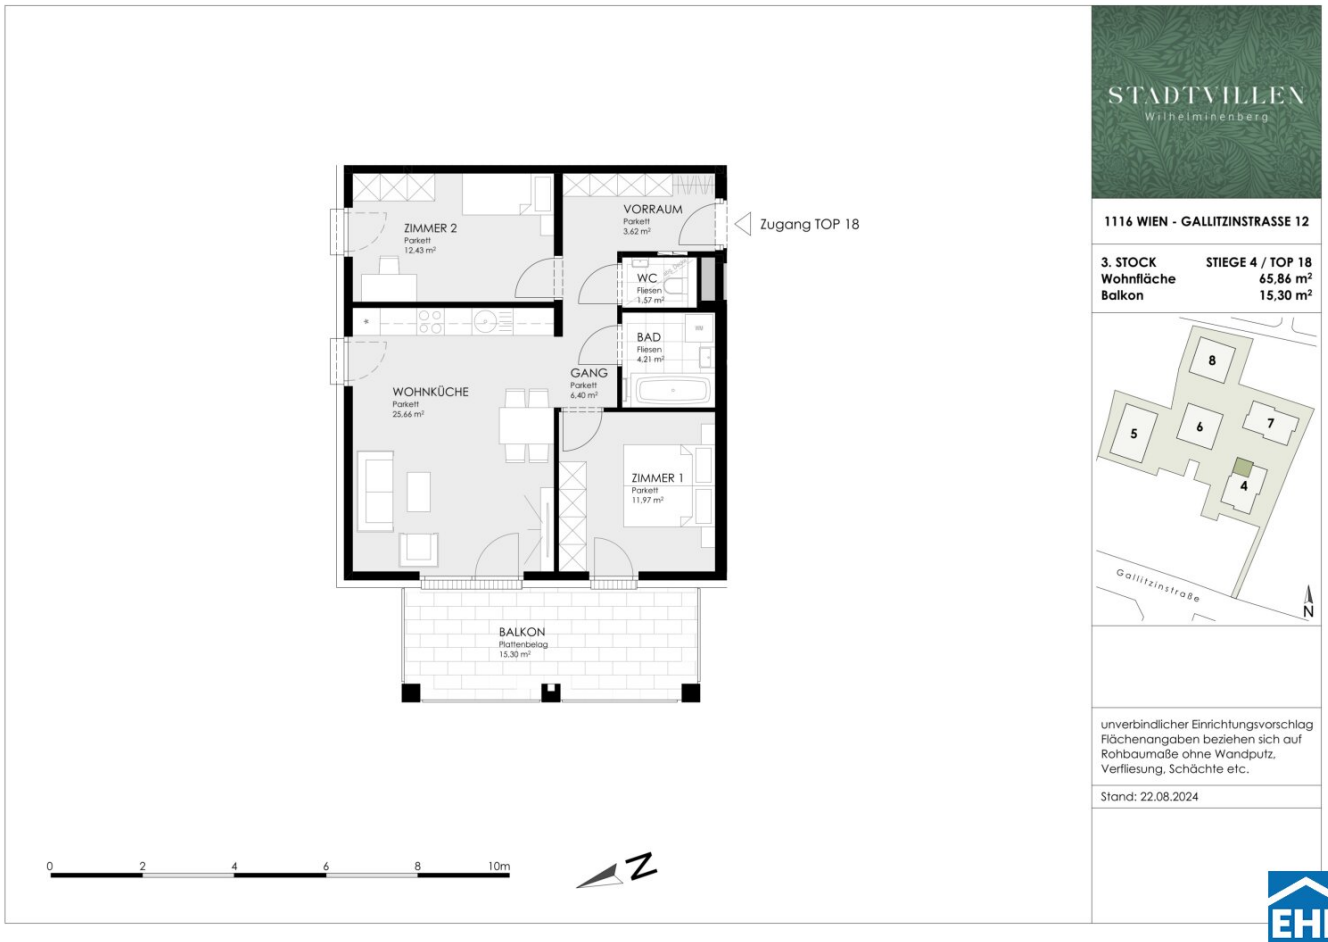 STADTVILLEN
Wilhelminenberg
1116 WIEN - GALLITZINSTRASSE 12
3. STOCK STIEGE 4 / TOP 18
Wohnfläche 65,86 m²
Balkon 15,30 m²
8
5
6
7
4
Gallitzinstraße
N
unverbindlicher Einrichtungsvorschlag
Flächenangaben beziehen sich auf
Rohbaumaße ohne Wandputz,
Verfliesung, Schächte etc.
Stand: 22.08.2024
ZIMMER 2
Parkett
12,43 m²
VORRAUM
Parkett
3,62 m²
Zugang TOP 18
WC
Fliesen
1,57 m²
BAD
Fliesen
4,21 m²
GANG
Parkett
6,40 m²
WOHNKÜCHE
Parkett
25,66 m²
ZIMMER 1
Parkett
11,97 m²
BALKON
Plattenbelag
15,30 m²
0 2 4 6 8 10m
N
EH